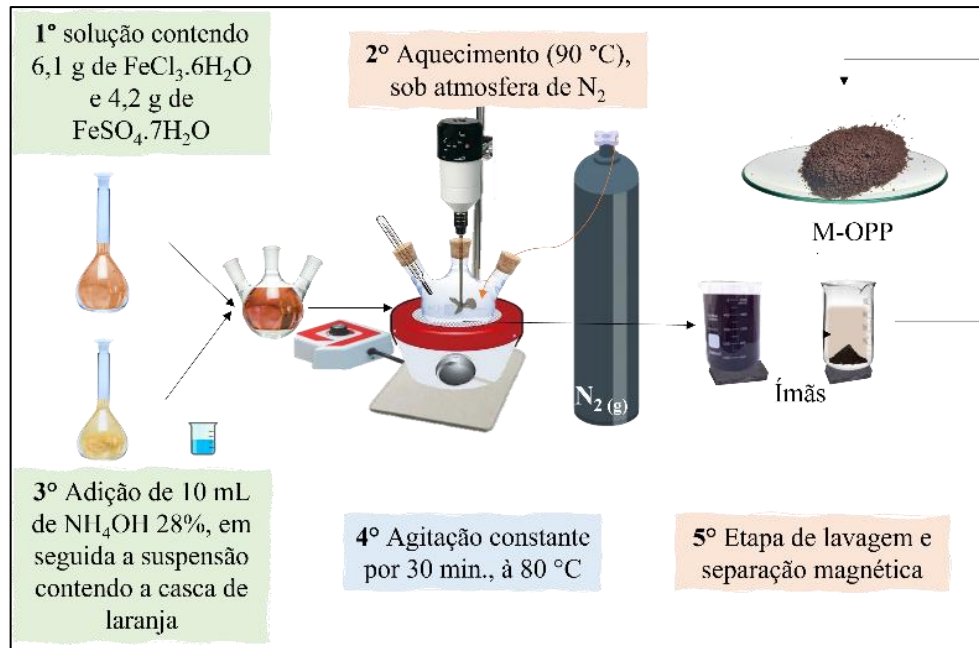 1° solução contendo
6,1 g de FeCl₃.6H₂O
e 4,2 g de
FeSO₄.7H₂O
2° Aquecimento (90 °C),
sob atmosfera de N₂
M-OPP
N₂ (g)
Ímãs
3° Adição de 10 mL
de NH₄OH 28%, em
seguida a suspensão
contendo a casca de
laranja
4° Agitação constante
por 30 min., à 80 °C
5° Etapa de lavagem e
separação magnética